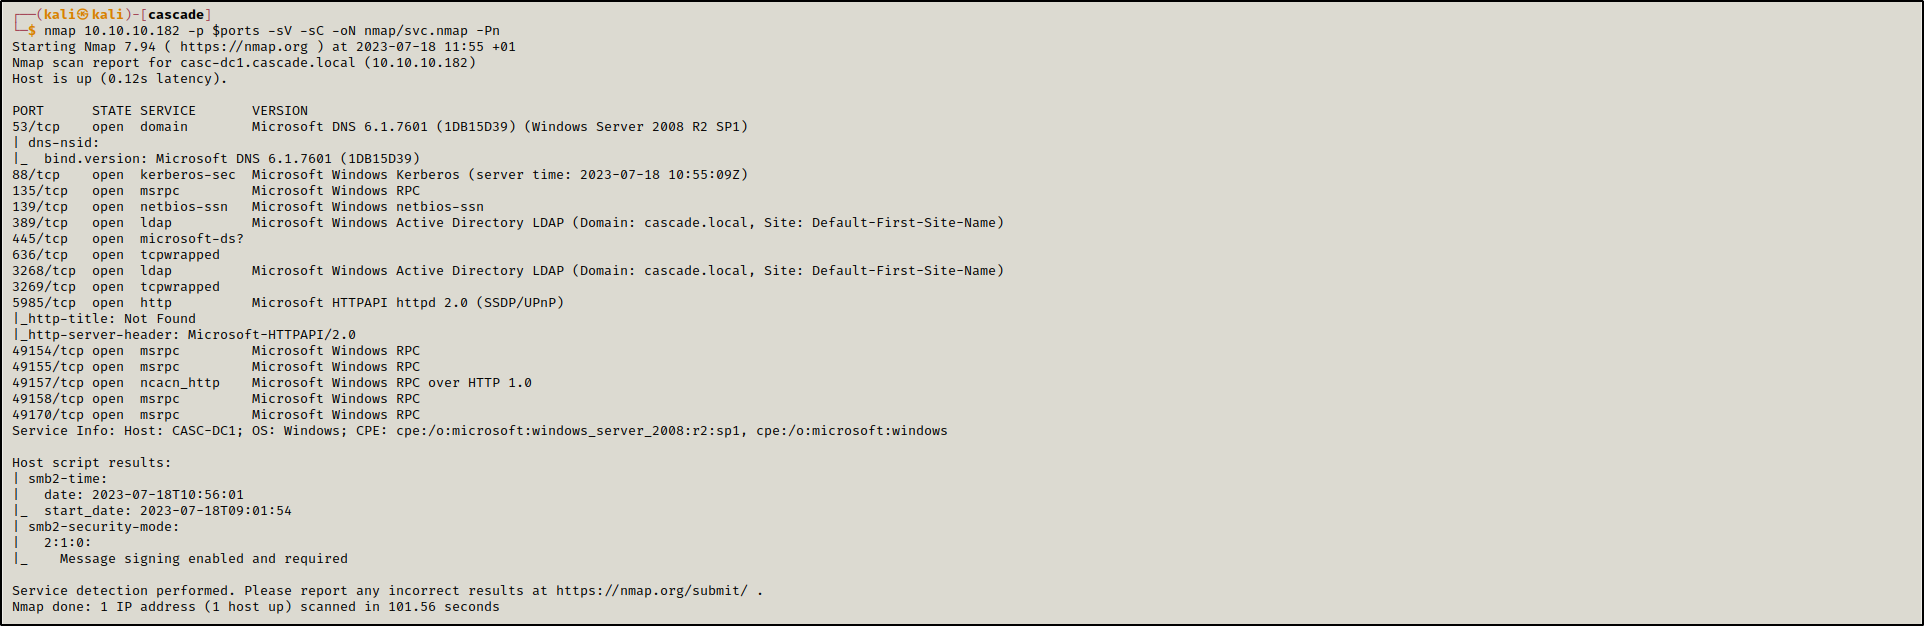 ┌──(kali㉿kali)-[cascade]
└─$ nmap 10.10.10.182 -p $ports -sV -sC -oN nmap/svc.nmap -Pn
Starting Nmap 7.94 ( https://nmap.org ) at 2023-07-18 11:55 +01
Nmap scan report for casc-dc1.cascade.local (10.10.10.182)
Host is up (0.12s latency).

PORT      STATE SERVICE       VERSION
53/tcp    open  domain        Microsoft DNS 6.1.7601 (1DB15D39) (Windows Server 2008 R2 SP1)
| dns-nsid:
|_  bind.version: Microsoft DNS 6.1.7601 (1DB15D39)
88/tcp    open  kerberos-sec  Microsoft Windows Kerberos (server time: 2023-07-18 10:55:09Z)
135/tcp   open  msrpc         Microsoft Windows RPC
139/tcp   open  netbios-ssn   Microsoft Windows netbios-ssn
389/tcp   open  ldap          Microsoft Windows Active Directory LDAP (Domain: cascade.local, Site: Default-First-Site-Name)
445/tcp   open  microsoft-ds?
636/tcp   open  tcpwrapped
3268/tcp  open  ldap          Microsoft Windows Active Directory LDAP (Domain: cascade.local, Site: Default-First-Site-Name)
3269/tcp  open  tcpwrapped
5985/tcp  open  http          Microsoft HTTPAPI httpd 2.0 (SSDP/UPnP)
|_http-title: Not Found
|_http-server-header: Microsoft-HTTPAPI/2.0
49154/tcp open  msrpc         Microsoft Windows RPC
49155/tcp open  msrpc         Microsoft Windows RPC
49157/tcp open  ncacn_http    Microsoft Windows RPC over HTTP 1.0
49158/tcp open  msrpc         Microsoft Windows RPC
49170/tcp open  msrpc         Microsoft Windows RPC
Service Info: Host: CASC-DC1; OS: Windows; CPE: cpe:/o:microsoft:windows_server_2008:r2:sp1, cpe:/o:microsoft:windows

Host script results:
| smb2-time:
|   date: 2023-07-18T10:56:01
|_  start_date: 2023-07-18T09:01:54
| smb2-security-mode:
|   2:1:0:
|_    Message signing enabled and required

Service detection performed. Please report any incorrect results at https://nmap.org/submit/ .
Nmap done: 1 IP address (1 host up) scanned in 101.56 seconds